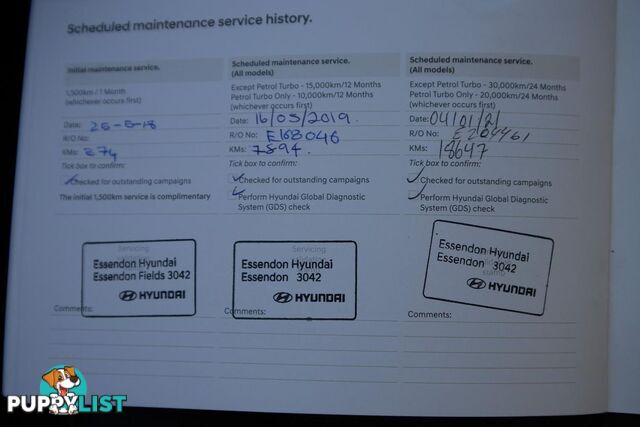 Scheduled maintenance service history.
Initial maintenance service.
1,500km / 1 Month
(whichever occurs first)
Date: 25-5-18
R/O No:
KMs: 274
Tick box to confirm:
Checked for outstanding campaigns
The initial 1,500km service is complimentary
Servicing
Essendon Hyundai
Essendon Fields 3042
HYUNDAI
Comments:
Scheduled maintenance service.
(All models)
Except Petrol Turbo - 15,000km/12 Months
Petrol Turbo Only - 10,000km/12 Months
(whichever occurs first)
Date: 16/05/2019.
R/O No: E168046
KMs: 7894.
Tick box to confirm:
Checked for outstanding campaigns
Perform Hyundai Global Diagnostic
System (GDS) check
Servicing
Essendon Hyundai
Essendon 3042
HYUNDAI
Comments:
Scheduled maintenance service.
(All models)
Except Petrol Turbo - 30,000km/24 Months
Petrol Turbo Only - 20,000km/24 Months
(whichever occurs first)
Date: 04/01/21
R/O No: E204461
KMs: 18647
Tick box to confirm:
Checked for outstanding campaigns
Perform Hyundai Global Diagnostic
System (GDS) check
Essendon Hyundai
Essendon 3042
HYUNDAI
Comments:
PUPPYLIST